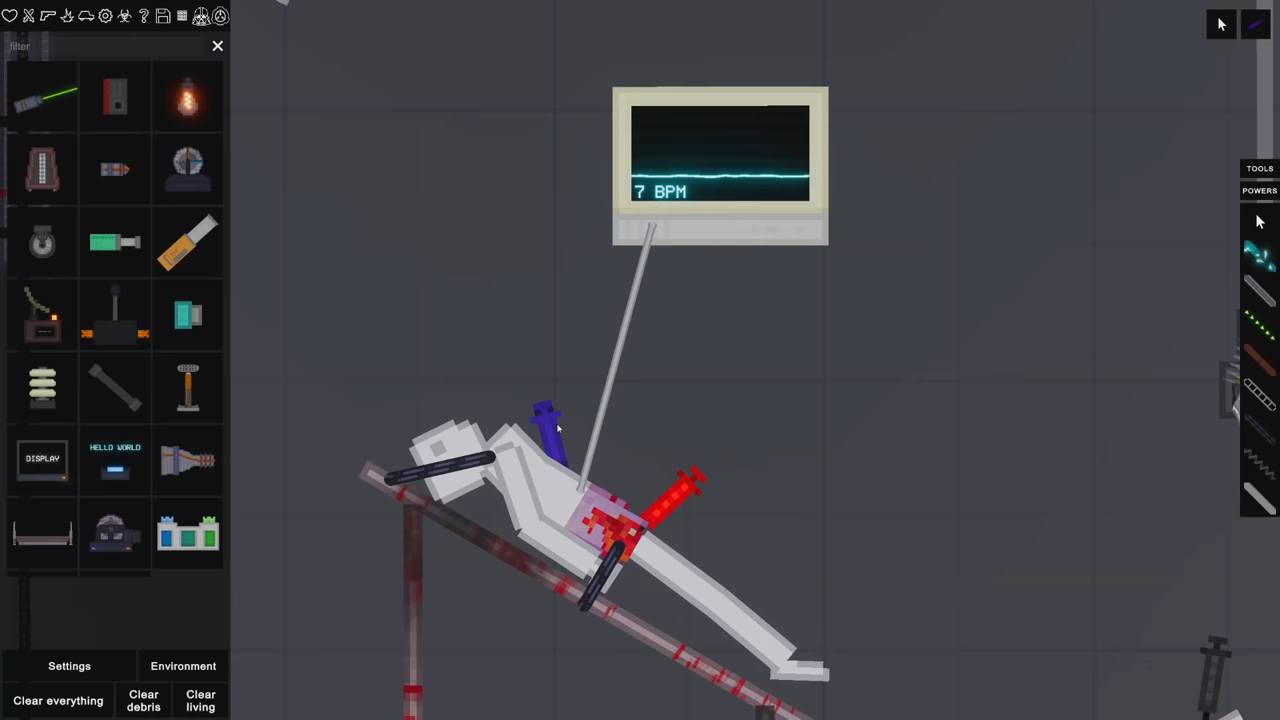 filter
DISPLAY
HELLO WORLD
Settings
Environment
Clear everything
Clear debris
Clear living
7 BPM
TOOLS
POWERS